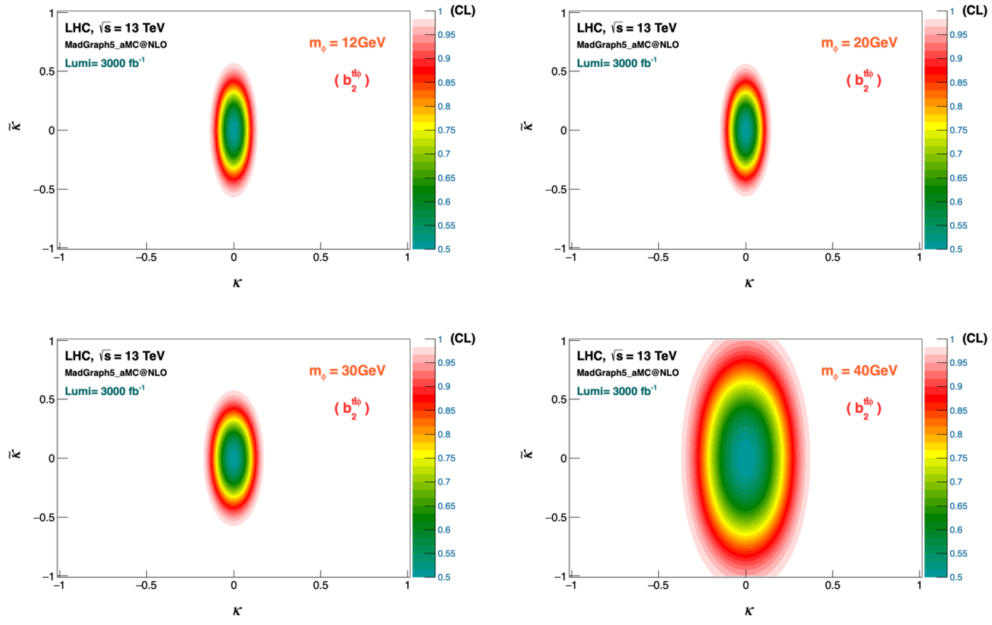 (CL)
LHC, √s = 13 TeV
MadGraph5_aMC@NLO
Lumi= 3000 fb⁻¹
m_ϕ = 12GeV
( b₂^{tt̄ϕ} )
1
0.5
0
−0.5
−1
κ̃
−1
−0.5
0
0.5
1
κ
1
0.95
0.9
0.85
0.8
0.75
0.7
0.65
0.6
0.55
0.5
(CL)
LHC, √s = 13 TeV
MadGraph5_aMC@NLO
Lumi= 3000 fb⁻¹
m_ϕ = 20GeV
( b₂^{tt̄ϕ} )
1
0.5
0
−0.5
−1
κ̃
−1
−0.5
0
0.5
1
κ
1
0.95
0.9
0.85
0.8
0.75
0.7
0.65
0.6
0.55
0.5
(CL)
LHC, √s = 13 TeV
MadGraph5_aMC@NLO
Lumi= 3000 fb⁻¹
m_ϕ = 30GeV
( b₂^{tt̄ϕ} )
1
0.5
0
−0.5
−1
κ̃
−1
−0.5
0
0.5
1
κ
1
0.95
0.9
0.85
0.8
0.75
0.7
0.65
0.6
0.55
0.5
(CL)
LHC, √s = 13 TeV
MadGraph5_aMC@NLO
Lumi= 3000 fb⁻¹
m_ϕ = 40GeV
( b₂^{tt̄ϕ} )
1
0.5
0
−0.5
−1
κ̃
−1
−0.5
0
0.5
1
κ
1
0.95
0.9
0.85
0.8
0.75
0.7
0.65
0.6
0.55
0.5